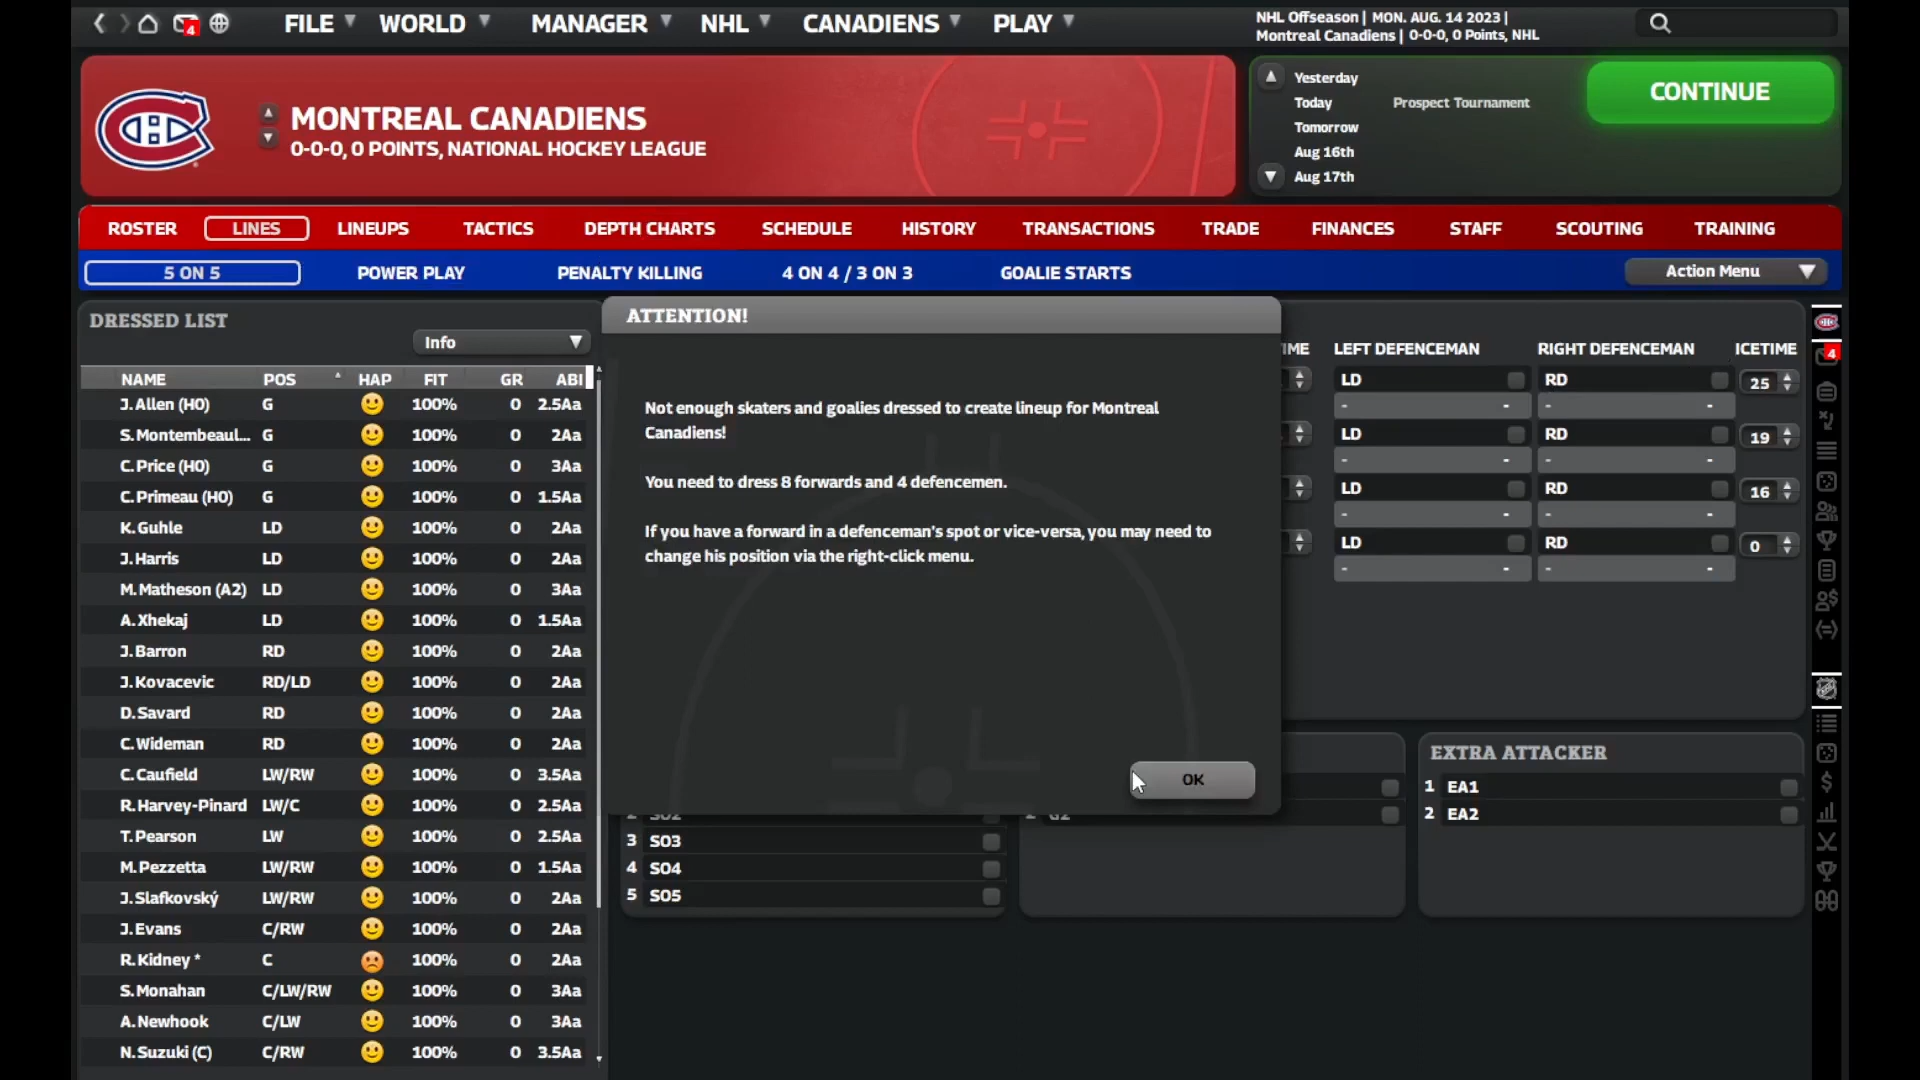 4
FILE WORLD MANAGER NHL CANADIENS PLAY
NHL Offseason | MON. AUG. 14 2023 |
Montreal Canadiens | 0-0-0, 0 Points, NHL
MONTREAL CANADIENS
0-0-0, 0 POINTS, NATIONAL HOCKEY LEAGUE
Yesterday
Today Prospect Tournament
Tomorrow
Aug 16th
Aug 17th
CONTINUE
ROSTER LINES LINEUPS TACTICS DEPTH CHARTS SCHEDULE HISTORY TRANSACTIONS TRADE FINANCES STAFF SCOUTING TRAINING
5 ON 5 POWER PLAY PENALTY KILLING 4 ON 4 / 3 ON 3 GOALIE STARTS
Action Menu
DRESSED LIST
Info
NAME POS HAP FIT GR ABI
J. Allen (H0) G 100% 0 2.5Aa
S. Montembeaul... G 100% 0 2Aa
C. Price (H0) G 100% 0 3Aa
C. Primeau (H0) G 100% 0 1.5Aa
K. Guhle LD 100% 0 2Aa
J. Harris LD 100% 0 2Aa
M. Matheson (A2) LD 100% 0 3Aa
A. Xhekaj LD 100% 0 1.5Aa
J. Barron RD 100% 0 2Aa
J. Kovacevic RD/LD 100% 0 2Aa
D. Savard RD 100% 0 2Aa
C. Wideman RD 100% 0 2Aa
C. Caufield LW/RW 100% 0 3.5Aa
R. Harvey-Pinard LW/C 100% 0 2.5Aa
T. Pearson LW 100% 0 2.5Aa
M. Pezzetta LW/RW 100% 0 1.5Aa
J. Slafkovský LW/RW 100% 0 2Aa
J. Evans C/RW 100% 0 2Aa
R. Kidney * C 100% 0 2Aa
S. Monahan C/LW/RW 100% 0 3Aa
A. Newhook C/LW 100% 0 3Aa
N. Suzuki (C) C/RW 100% 0 3.5Aa
ATTENTION!
Not enough skaters and goalies dressed to create lineup for Montreal
Canadiens!
You need to dress 8 forwards and 4 defencemen.
If you have a forward in a defenceman's spot or vice-versa, you may need to
change his position via the right-click menu.
OK
LEFT DEFENCEMAN RIGHT DEFENCEMAN ICETIME
LD RD 25
- - - -
LD RD 19
- - - -
LD RD 16
- - - -
LD RD 0
- - - -
4
3 SO3
4 SO4
5 SO5
EXTRA ATTACKER
1 EA1
2 EA2